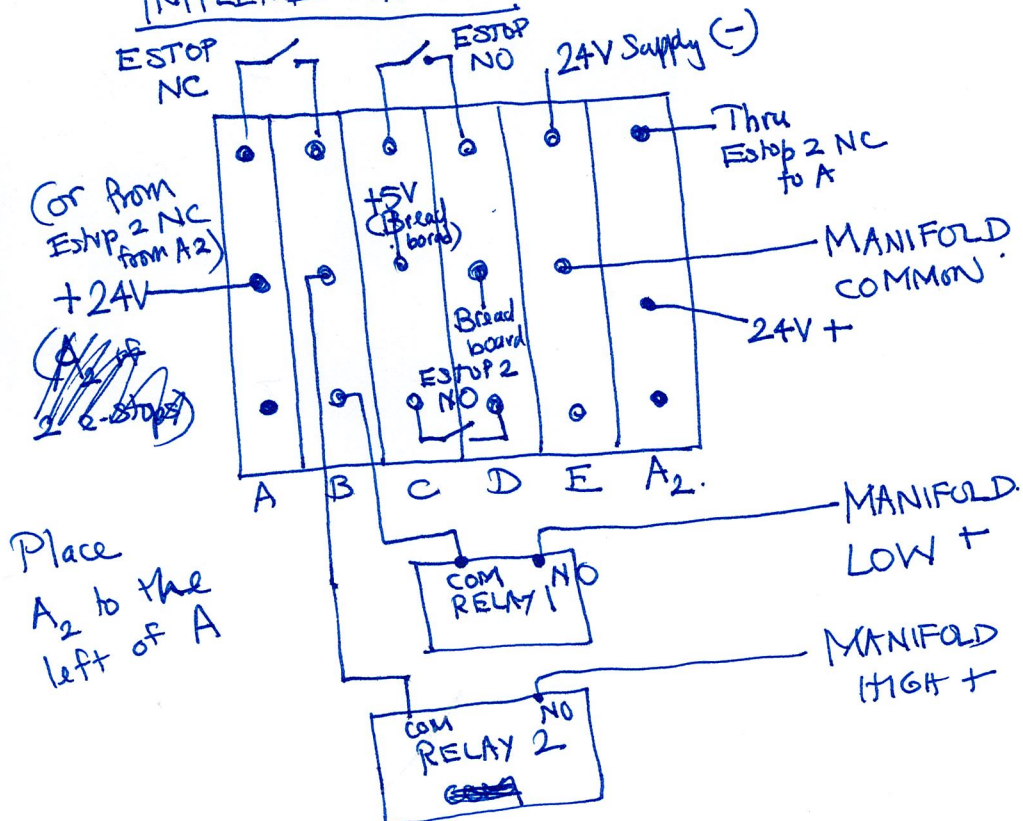 ESTOP
NC
ESTOP
NO
24V Supply (-)
Thru
Estop 2 NC
to A
(or from
Estop 2 NC
from A2)
+24V
+5V
(Bread
bored)
Bread
board
ESTOP 2
NO
MANIFOLD
COMMON.
24V +
A B C D E A2.
Place
A2 to the
left of A
COM NO
RELAY 1
MANIFOLD.
LOW +
COM NO
RELAY 2
MANIFOLD
HIGH +